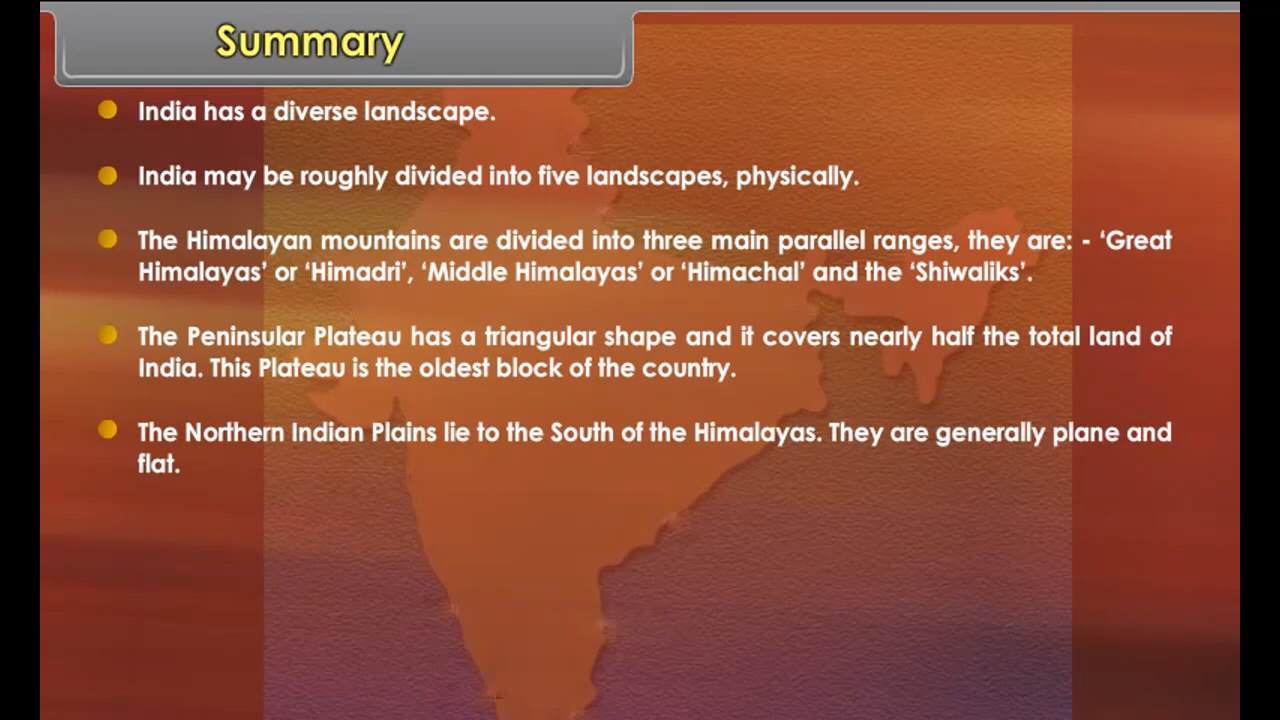 Summary
India has a diverse landscape.
India may be roughly divided into five landscapes, physically.
The Himalayan mountains are divided into three main parallel ranges, they are: - ‘Great
Himalayas’ or ‘Himadri’, ‘Middle Himalayas’ or ‘Himachal’ and the ‘Shiwaliks’.
The Peninsular Plateau has a triangular shape and it covers nearly half the total land of
India. This Plateau is the oldest block of the country.
The Northern Indian Plains lie to the South of the Himalayas. They are generally plane and
flat.